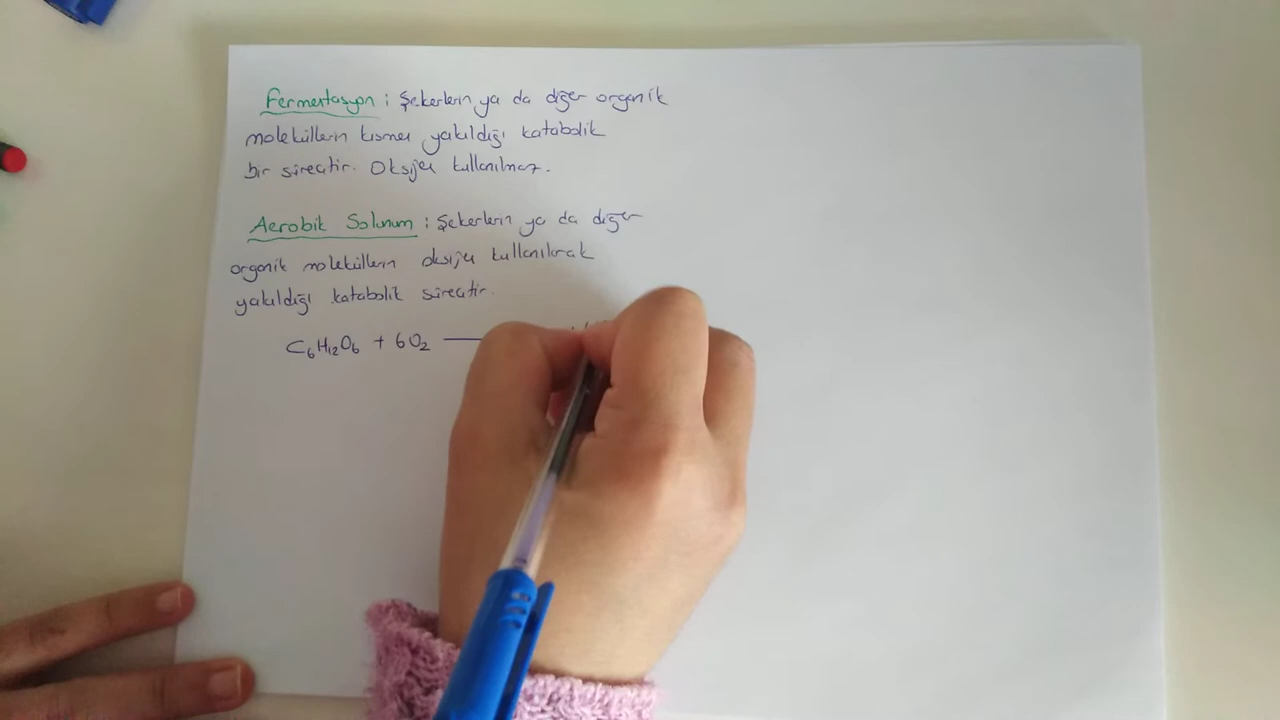 Fermentasyon : Şekerlerin ya da diğer organik
moleküllerin kısmen yakıldığı katabolik
bir süreçtir. Oksijen kullanılmaz.
Aerobik Solunum : Şekerlerin ya da diğer
organik moleküllerin oksijen kullanılarak
yakıldığı katabolik süreçtir.
C₆H₁₂O₆ + 6O₂